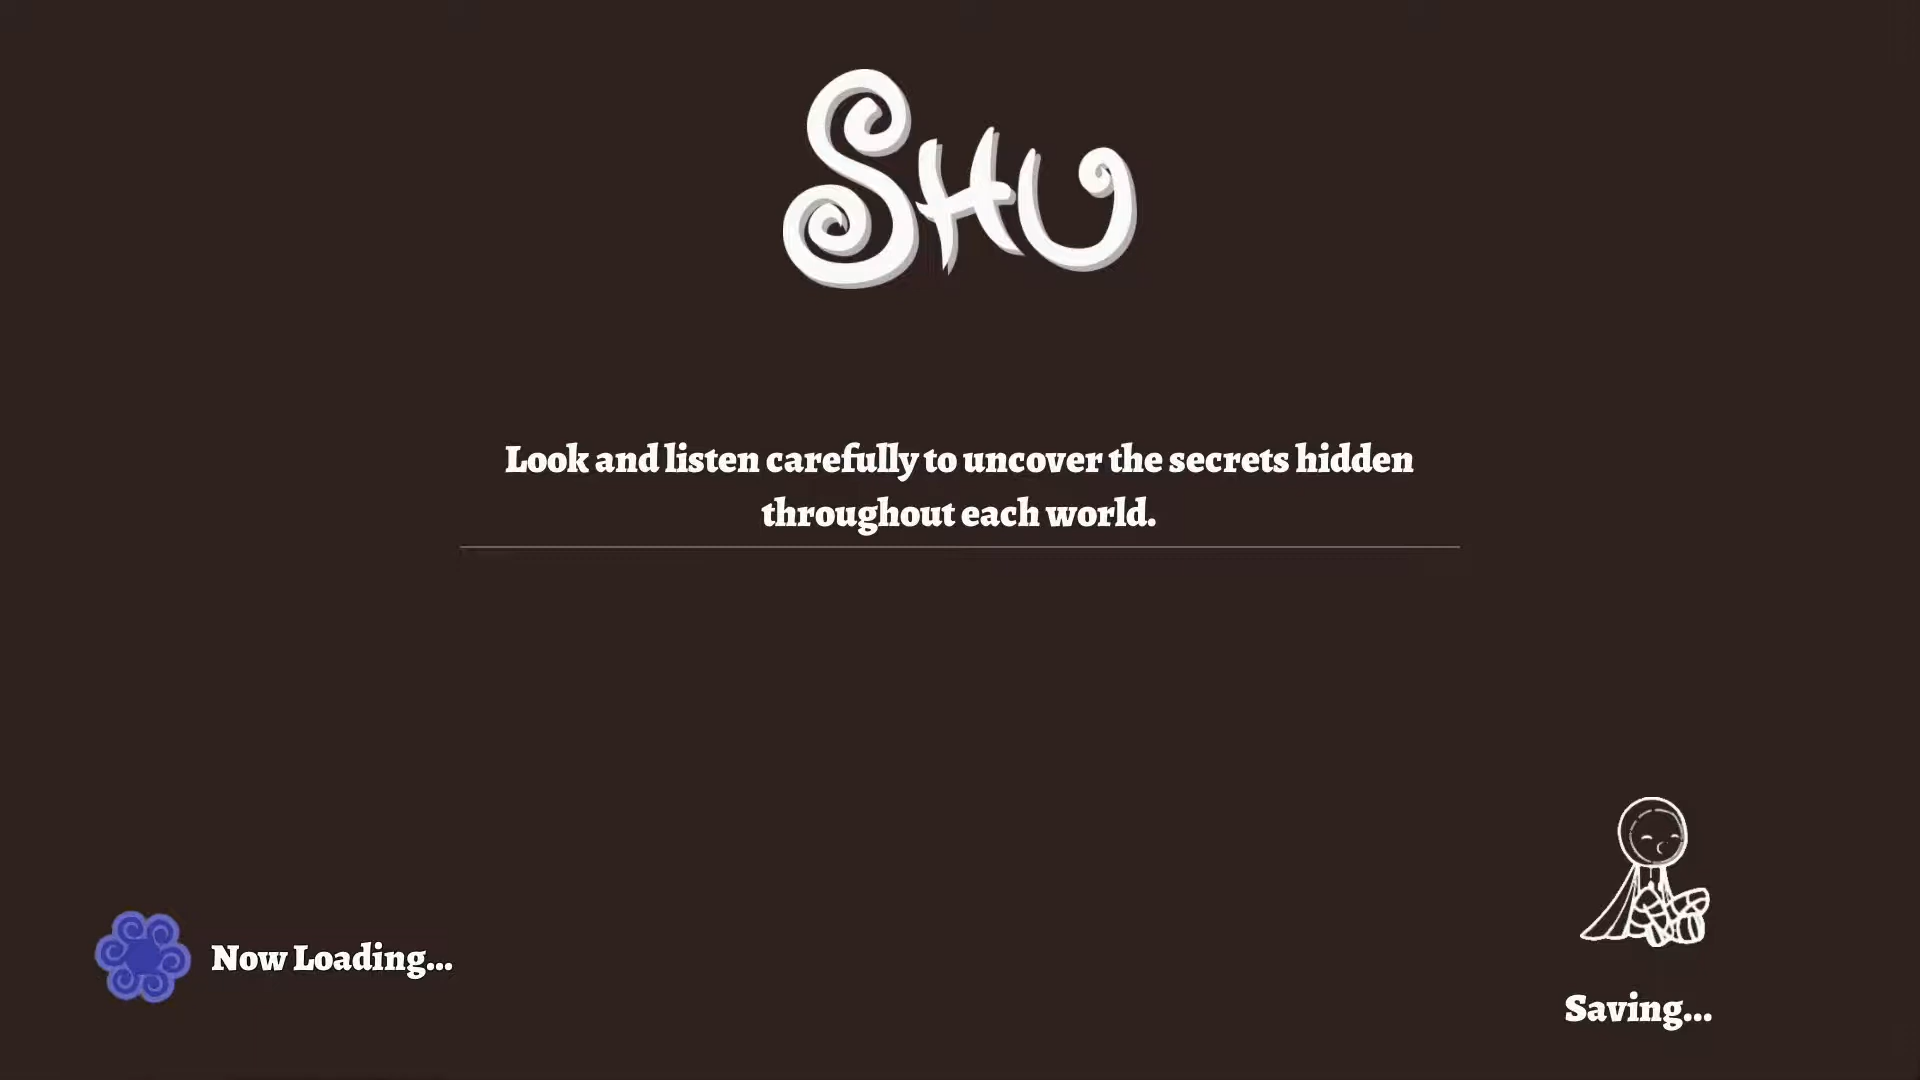 SHU
Look and listen carefully to uncover the secrets hidden
throughout each world.
Now Loading...
Saving...